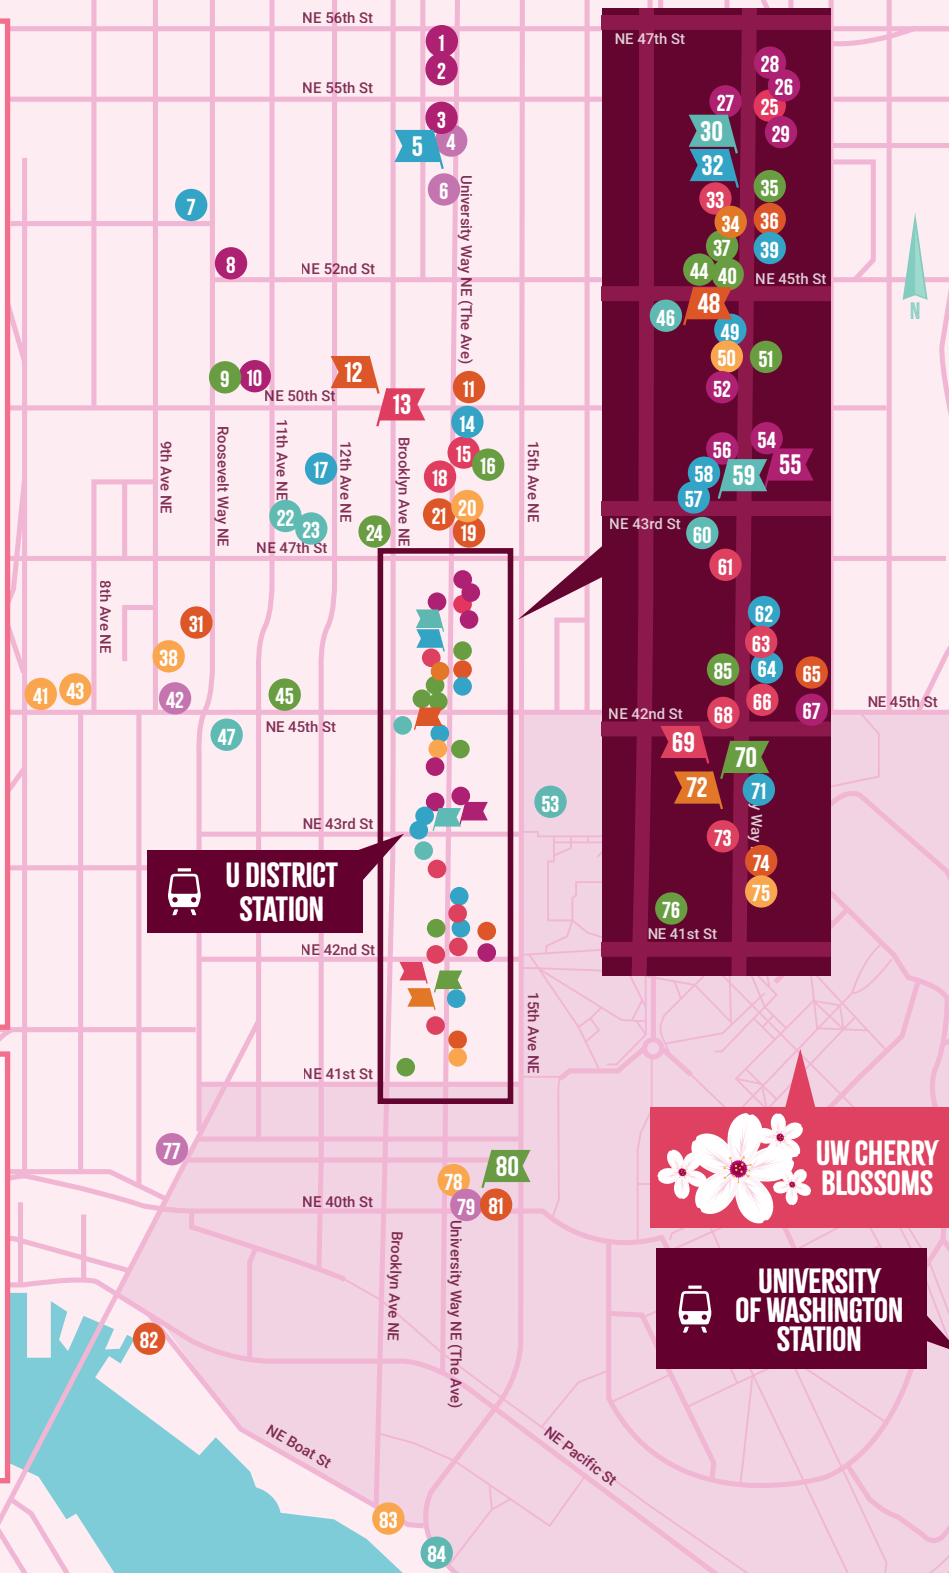 NE 56th St
1
2
NE 55th St
3
4
5
6
7
University Way NE (The Ave)
8
NE 52nd St
9
10
12
11
NE 50th St
13
14
9th Ave NE
Roosevelt Way NE
11th Ave NE
12th Ave NE
Brooklyn Ave NE
15th Ave NE
15
16
17
18
20
21
22
23
24
19
NE 47th St
8th Ave NE
31
38
41
43
42
45
NE 45th St
47
NE 45th St
53
NE 43rd St
U DISTRICT
STATION
NE 42nd St
15th Ave NE
NE 41st St
77
78
80
79
81
NE 40th St
Brooklyn Ave NE
University Way NE (The Ave)
82
NE Boat St
NE Pacific St
83
84
NE 47th St
28
26
27
25
30
29
32
35
33
34
36
37
39
44
40
NE 45th St
48
46
49
50
51
52
54
56
55
58
59
57
NE 43rd St
60
61
62
63
85
64
65
66
67
NE 42nd St
68
69
70
72
71
y Way
73
74
75
76
NE 41st St
N
UW CHERRY
BLOSSOMS
UNIVERSITY
OF WASHINGTON
STATION